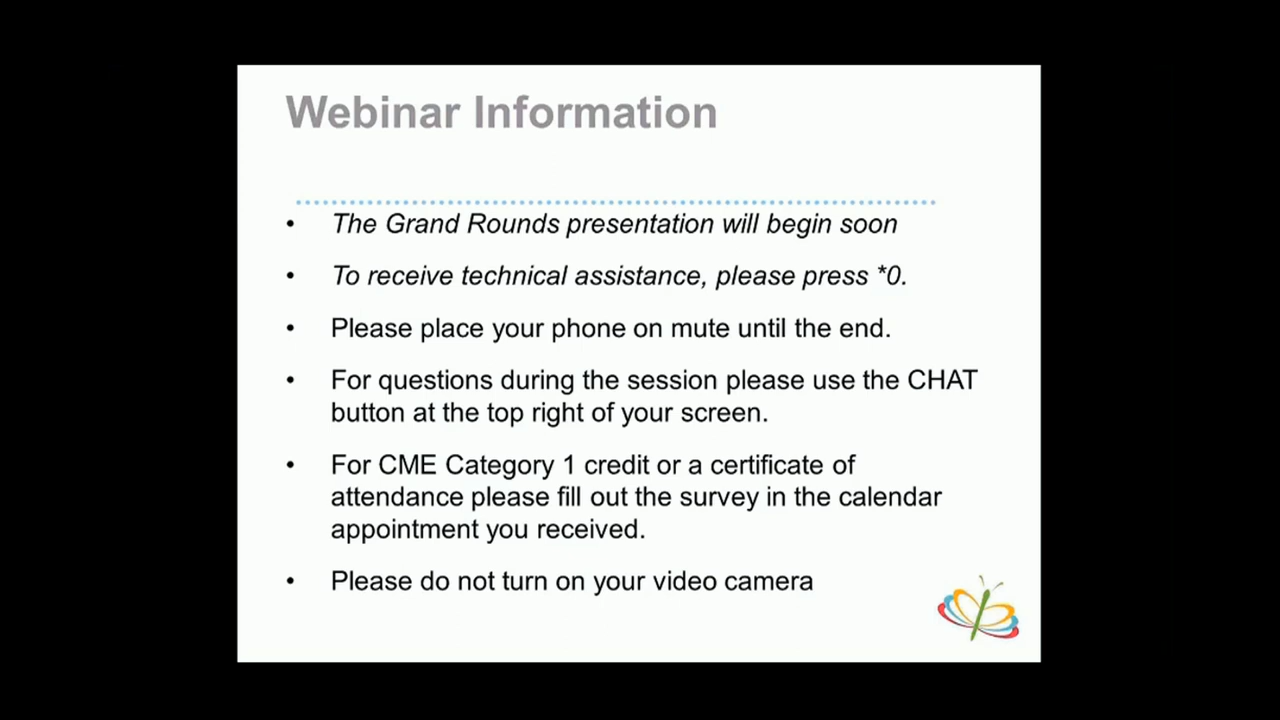 Webinar Information
• The Grand Rounds presentation will begin soon
• To receive technical assistance, please press *0.
• Please place your phone on mute until the end.
• For questions during the session please use the CHAT
button at the top right of your screen.
• For CME Category 1 credit or a certificate of
attendance please fill out the survey in the calendar
appointment you received.
• Please do not turn on your video camera